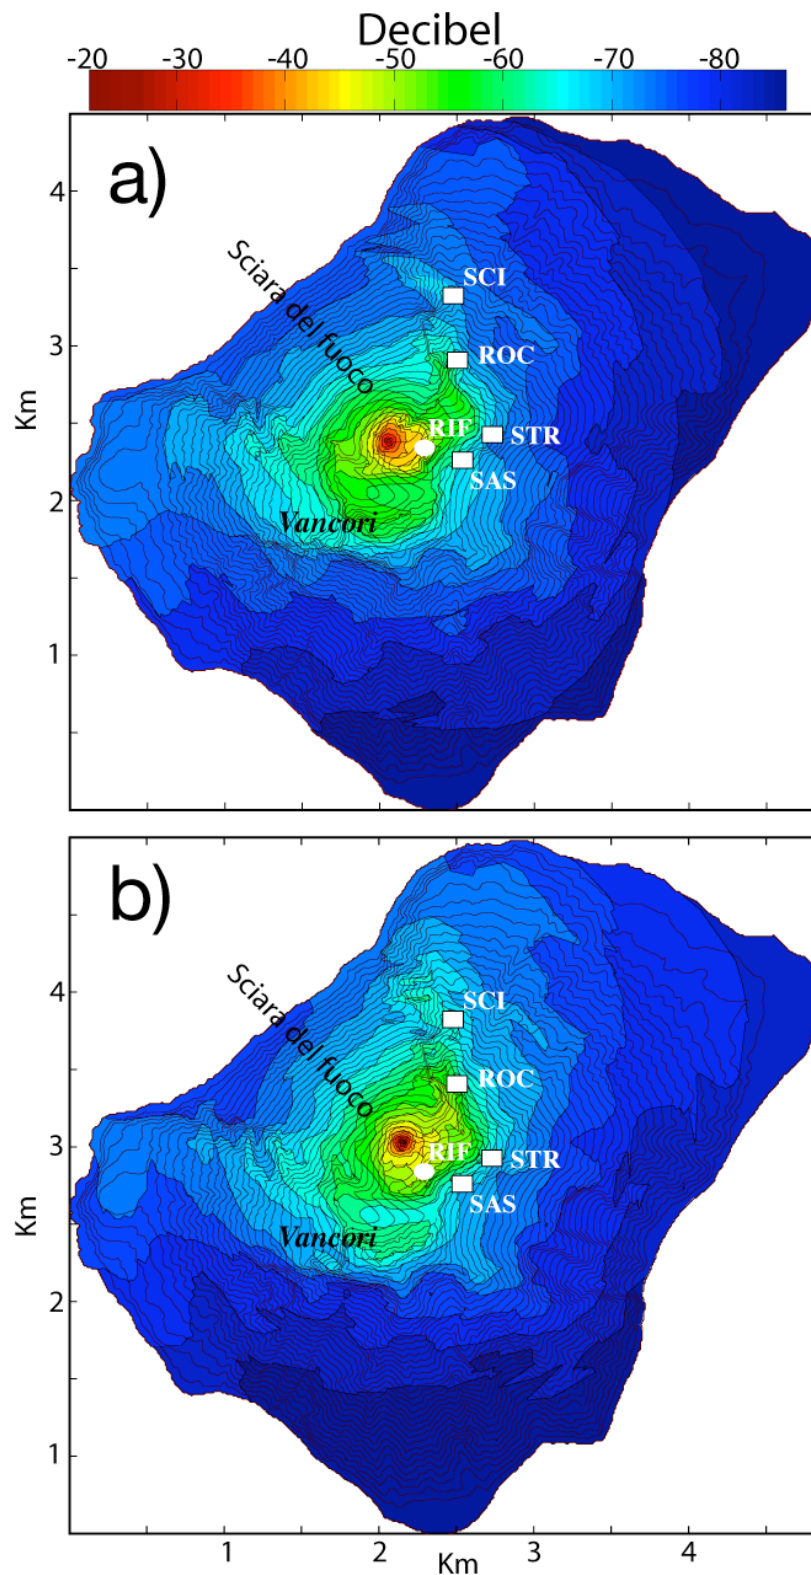 Decibel
-20 -30 -40 -50 -60 -70 -80
a)
4
Sciara del fuoco
SCI
3
ROC
Km
RIF
STR
SAS
2
Vancori
1
b)
4
Sciara del fuoco
SCI
ROC
3
RIF
STR
SAS
Km
Vancori
2
1
1 2 3 4
Km